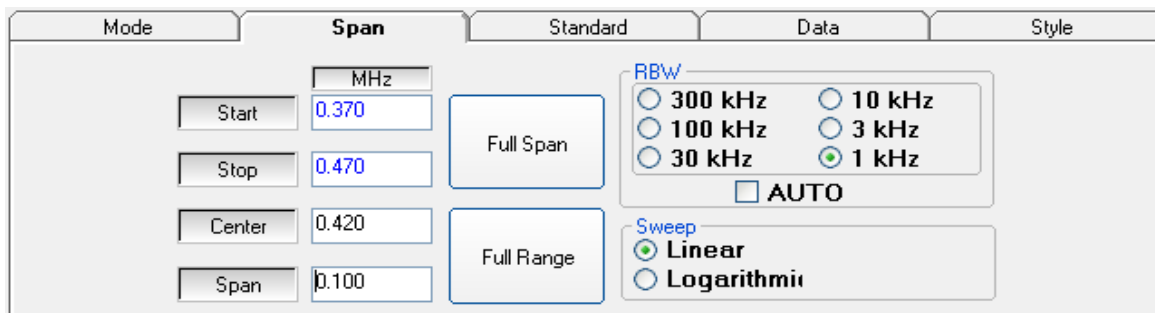 Mode Span Standard Data Style
MHz
Start 0.370
Stop 0.470
Center 0.420
Span 0.100
Full Span
Full Range
RBW
300 kHz 10 kHz
100 kHz 3 kHz
30 kHz 1 kHz
AUTO
Sweep
Linear
Logarithmi